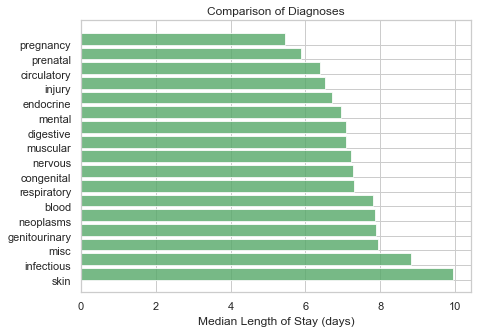 Comparison of Diagnoses
pregnancy
prenatal
circulatory
injury
endocrine
mental
digestive
muscular
nervous
congenital
respiratory
blood
neoplasms
genitourinary
misc
infectious
skin
0 2 4 6 8 10
Median Length of Stay (days)